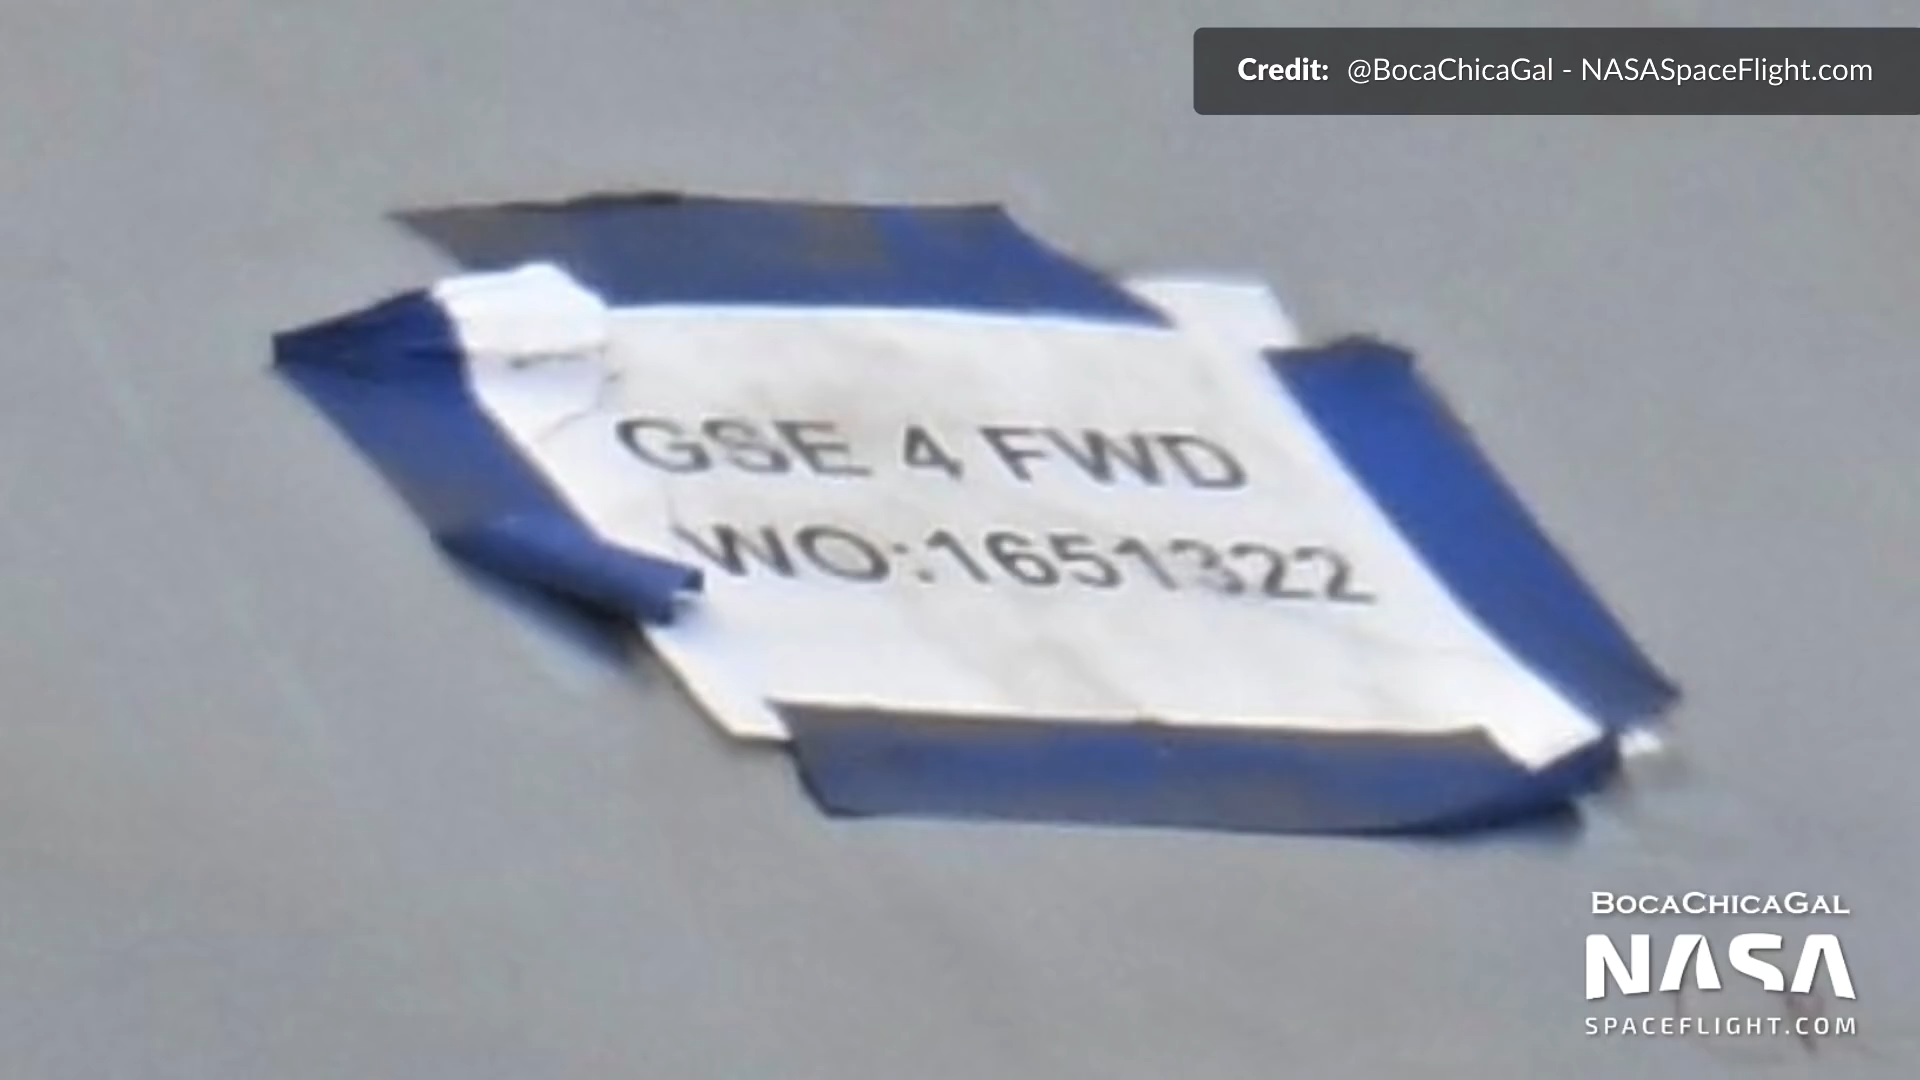 Credit: @BocaChicaGal - NASASpaceFlight.com
GSE 4 FWD
WO:1651322
BOCACHICAGAL
NASA
SPACEFLIGHT.COM